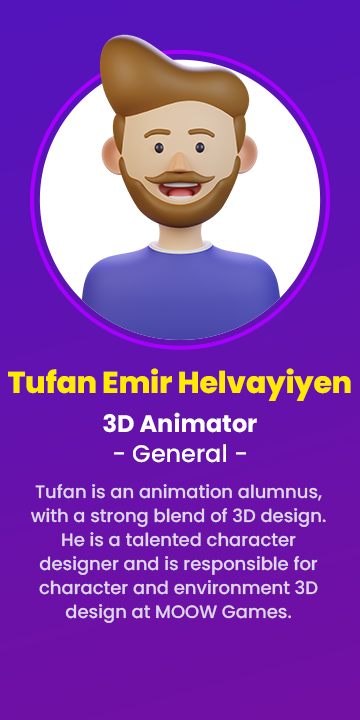 Tufan Emir Helvayiyen
3D Animator
- General -
Tufan is an animation alumnus,
with a strong blend of 3D design.
He is a talented character
designer and is responsible for
character and environment 3D
design at MOOW Games.